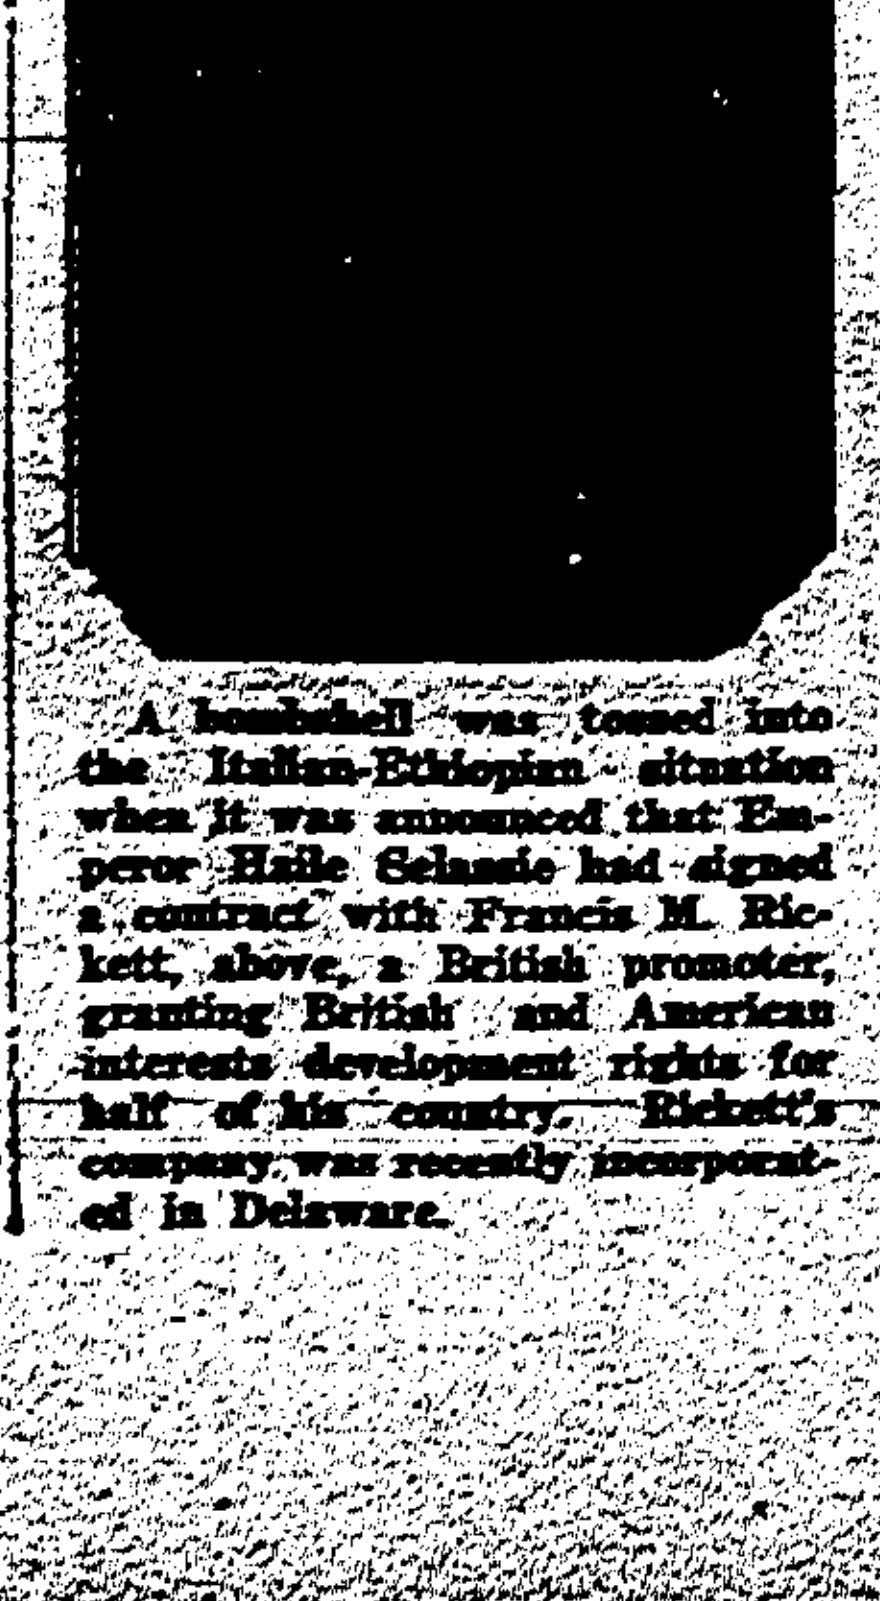 A bombshell was tossed into
the Italian-Ethiopian situation
when it was announced that Em-
peror Haile Selassie had signed
a contract with Francis M. Ric-
kett, above, a British promoter,
granting British and American
interests development rights for
half of his country. Rickett's
company was recently incorporat-
ed in Delaware.